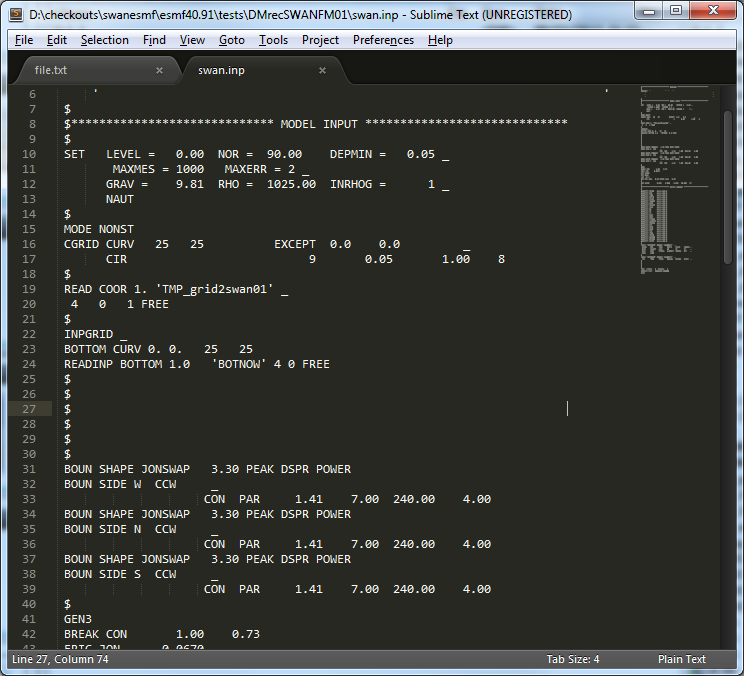 D:\checkouts\swanesmf\esmf40.91\tests\DMrecSWANFM01\swan.inp - Sublime Text (UNREGISTERED)
File Edit Selection Find View Goto Tools Project Preferences Help
file.txt × swan.inp ×
6 ' '
7 $
8 $***************************** MODEL INPUT *****************************
9 $
10 SET LEVEL = 0.00 NOR = 90.00 DEPMIN = 0.05 _
11 MAXMES = 1000 MAXERR = 2 _
12 GRAV = 9.81 RHO = 1025.00 INRHOG = 1 _
13 NAUT
14 $
15 MODE NONST
16 CGRID CURV 25 25 EXCEPT 0.0 0.0 _
17 CIR 9 0.05 1.00 8
18 $
19 READ COOR 1. 'TMP_grid2swan01' _
20 4 0 1 FREE
21 $
22 INPGRID _
23 BOTTOM CURV 0. 0. 25 25
24 READINP BOTTOM 1.0 'BOTNOW' 4 0 FREE
25 $
26 $
27 $
28 $
29 $
30 $
31 BOUN SHAPE JONSWAP 3.30 PEAK DSPR POWER
32 BOUN SIDE W CCW _
33 CON PAR 1.41 7.00 240.00 4.00
34 BOUN SHAPE JONSWAP 3.30 PEAK DSPR POWER
35 BOUN SIDE N CCW _
36 CON PAR 1.41 7.00 240.00 4.00
37 BOUN SHAPE JONSWAP 3.30 PEAK DSPR POWER
38 BOUN SIDE S CCW _
39 CON PAR 1.41 7.00 240.00 4.00
40 $
41 GEN3
42 BREAK CON 1.00 0.73
43 FRIC JON 0.0670
Line 27, Column 74 Tab Size: 4 Plain Text